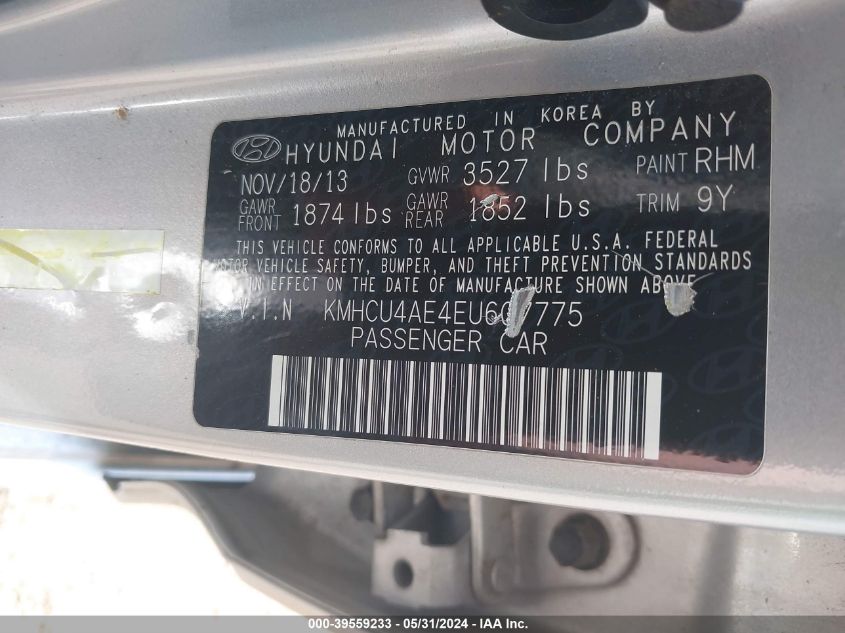 MANUFACTURED IN KOREA BY
HYUNDAI MOTOR COMPANY
NOV/18/13 GVWR 3527 lbs PAINT RHM
GAWR FRONT 1874 lbs GAWR REAR 1852 lbs TRIM 9Y
THIS VEHICLE CONFORMS TO ALL APPLICABLE U.S.A. FEDERAL
VEHICLE SAFETY, BUMPER, AND THEFT PREVENTION STANDARDS
IN EFFECT ON THE DATE OF MANUFACTURE SHOWN ABOVE
V.I.N
PASSENGER CAR
000-39559233 - 05/31/2024 - IAA Inc.